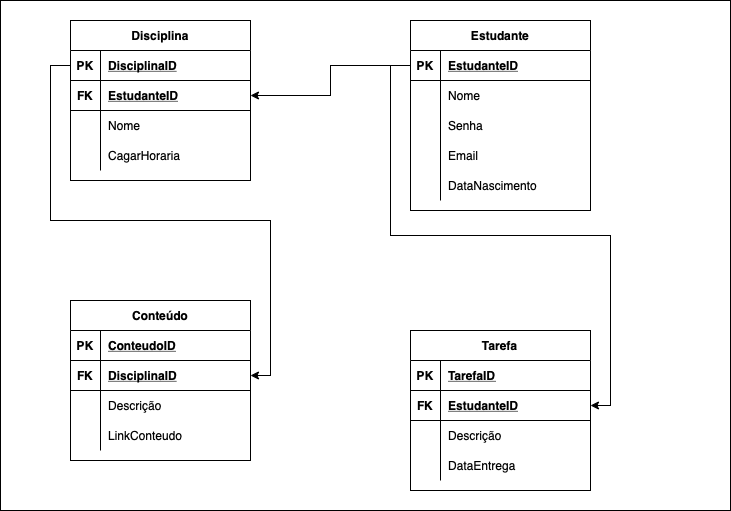 Disciplina
PK DisciplinaID
FK EstudanteID
Nome
CagarHoraria
Estudante
PK EstudanteID
Nome
Senha
Email
DataNascimento
Conteúdo
PK ConteudoID
FK DisciplinaID
Descrição
LinkConteudo
Tarefa
PK TarefaID
FK EstudanteID
Descrição
DataEntrega